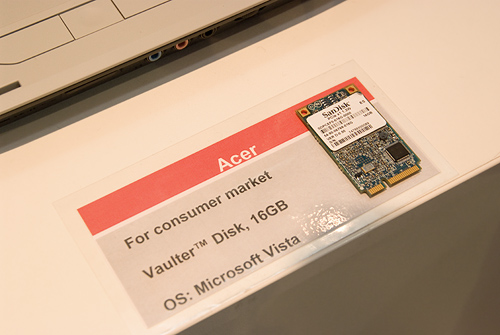 Acer
For consumer market
Vaulter™ Disk, 16GB
OS: Microsoft Vista
SanDisk